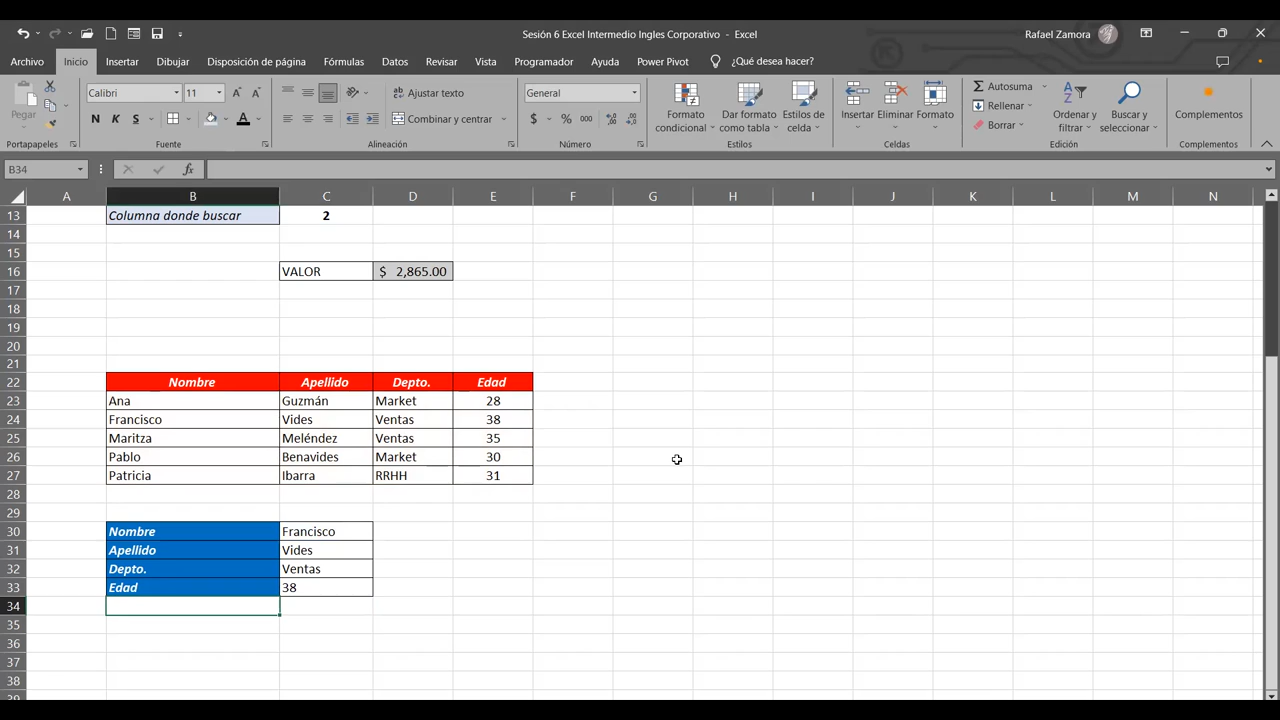 Sesión 6 Excel Intermedio Ingles Corporativo - Excel
Rafael Zamora
Archivo Inicio Insertar Dibujar Disposición de página Fórmulas Datos Revisar Vista Programador Ayuda Power Pivot ¿Qué desea hacer?
Pegar
Portapapeles
Calibri 11
N K S
Fuente
Ajustar texto
Combinar y centrar
Alineación
General
$ % 000
Número
Formato condicional
Dar formato como tabla
Estilos de celda
Estilos
Insertar Eliminar Formato
Celdas
Autosuma
Rellenar
Borrar
Ordenar y filtrar
Buscar y seleccionar
Edición
Complementos
Complementos
B34 fx
A B C D E F G H I J K L M N
13 Columna donde buscar 2
14
15
16 VALOR $ 2,865.00
17
18
19
20
21
22 Nombre Apellido Depto. Edad
23 Ana Guzmán Market 28
24 Francisco Vides Ventas 38
25 Maritza Meléndez Ventas 35
26 Pablo Benavides Market 30
27 Patricia Ibarra RRHH 31
28
29
30 Nombre Francisco
31 Apellido Vides
32 Depto. Ventas
33 Edad 38
34
35
36
37
38
39